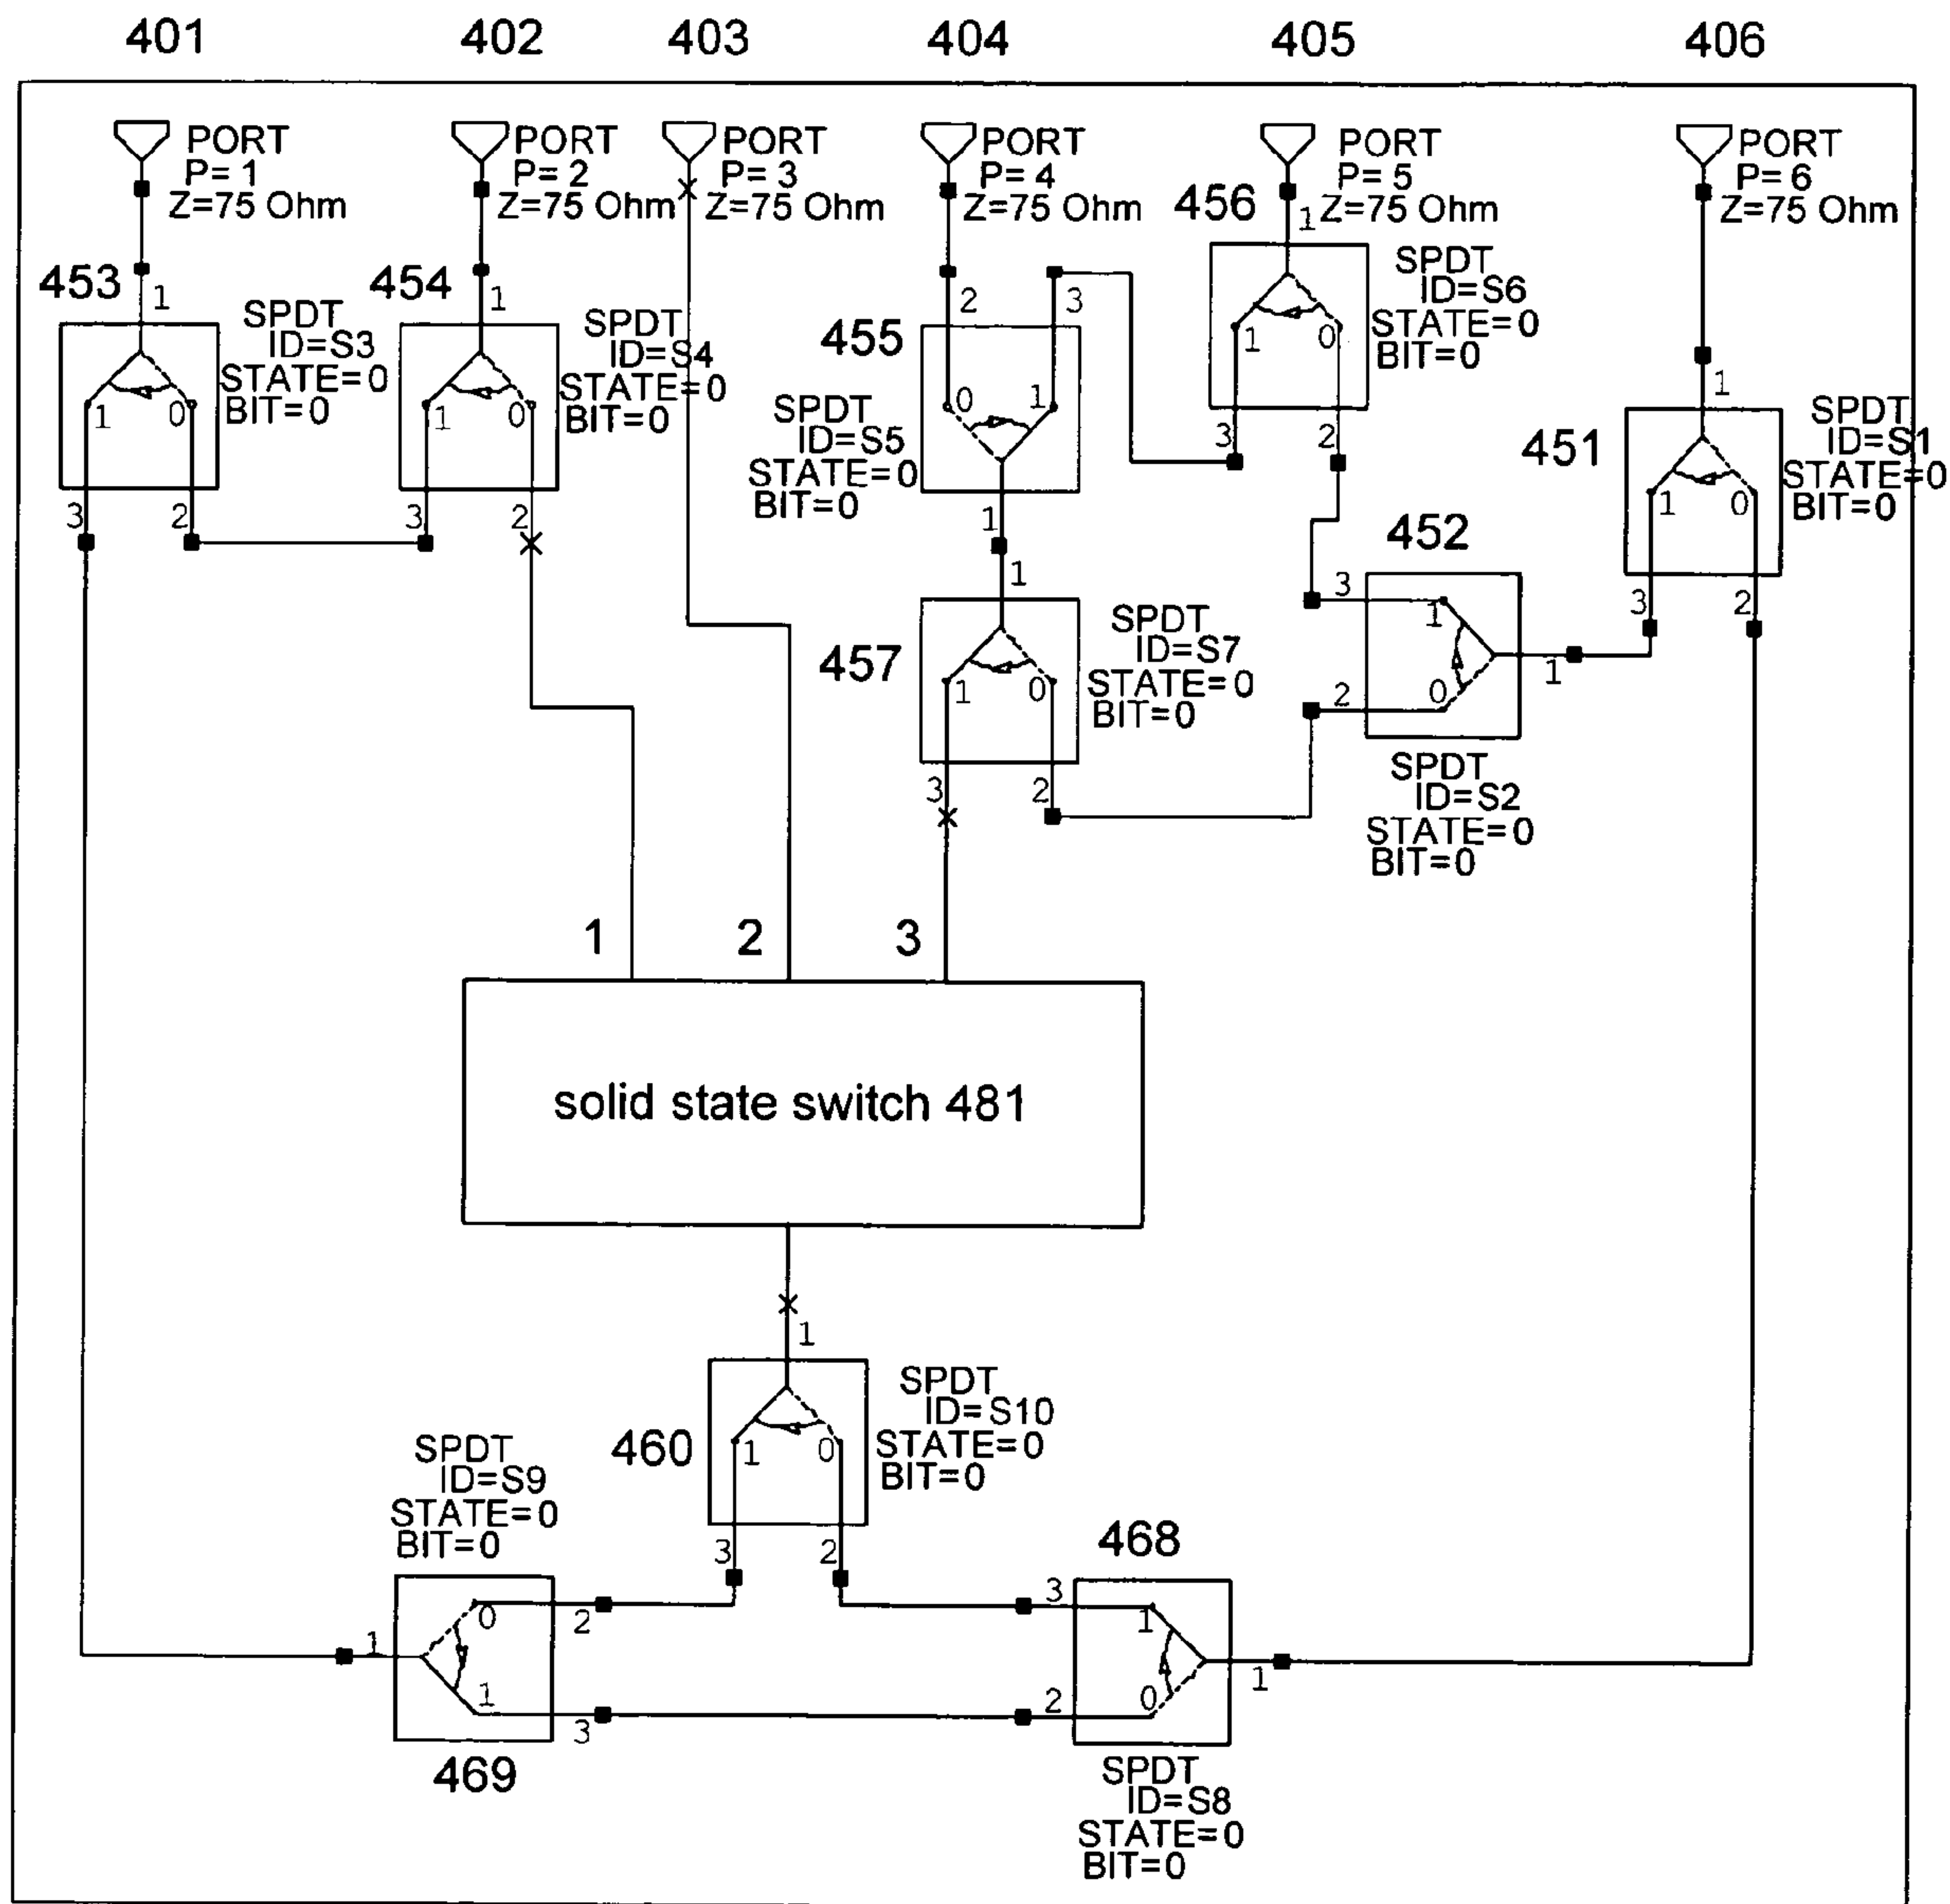 401 402 403 404 405 406
PORT
P=1
Z=75 Ohm
PORT
P=2
Z=75 Ohm
PORT
P=3
Z=75 Ohm
PORT
P=4
Z=75 Ohm
PORT
P=5
Z=75 Ohm
PORT
P=6
Z=75 Ohm
453
1
SPDT
ID=S3
STATE=0
BIT=0
1 0
3 2
454
1
SPDT
ID=S4
STATE=0
BIT=0
1 0
3 2
455
2 3
0 1
SPDT
ID=S5
STATE=0
BIT=0
1
456
1
SPDT
ID=S6
STATE=0
BIT=0
1 0
3 2
451
1
SPDT
ID=S1
STATE=0
BIT=0
1 0
3 2
452
3
1
1
0
2
SPDT
ID=S2
STATE=0
BIT=0
457
1
SPDT
ID=S7
STATE=0
BIT=0
1 0
3 2
1 2 3
solid state switch 481
1
460
SPDT
ID=S10
STATE=0
BIT=0
1 0
3 2
SPDT
ID=S9
STATE=0
BIT=0
1
0
2
1
3
469
468
3
1
1
0
2
SPDT
ID=S8
STATE=0
BIT=0